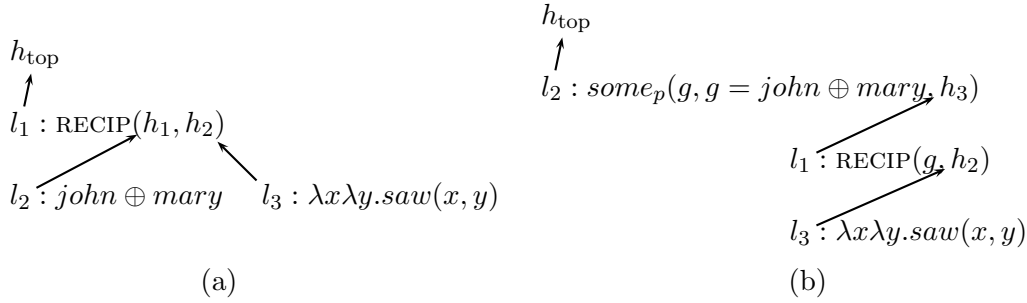 h_top
l_1 : RECIP(h_1, h_2)
l_2 : john ⊕ mary
l_3 : λxλy.saw(x, y)
(a)
h_top
l_2 : some_p(g, g = john ⊕ mary, h_3)
l_1 : RECIP(g, h_2)
l_3 : λxλy.saw(x, y)
(b)